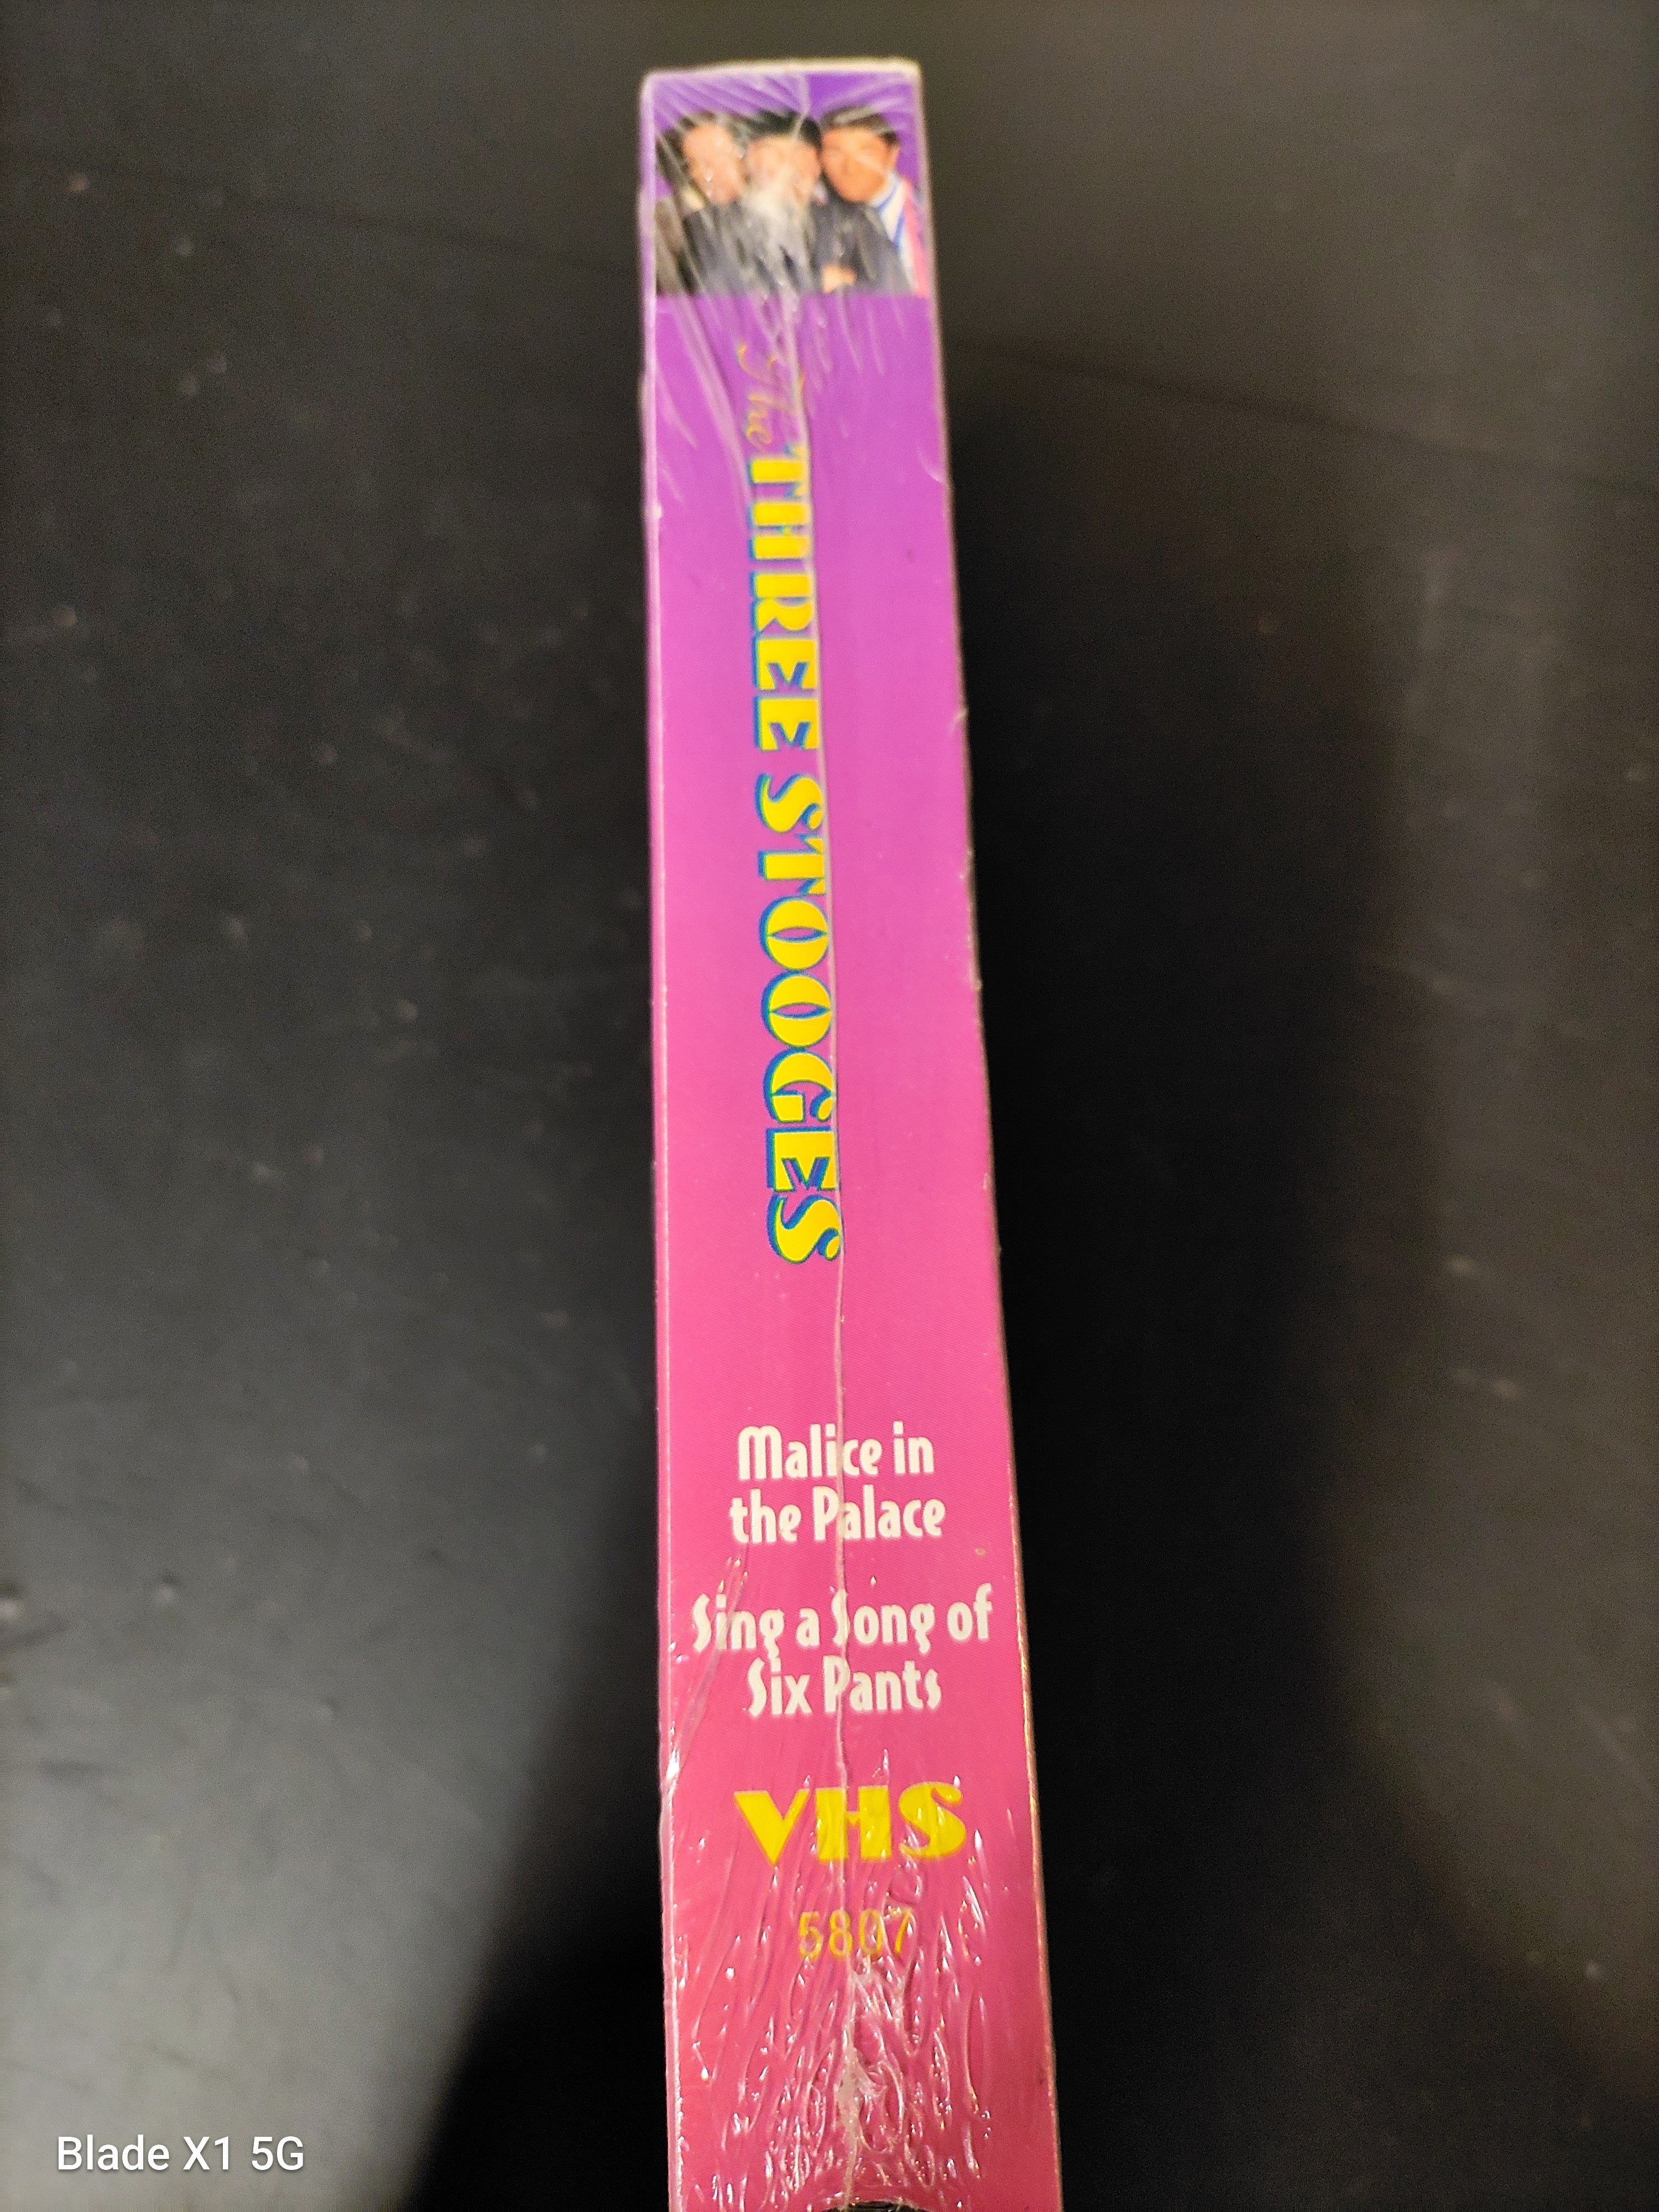 The THREE STOOGES
Malice in
the Palace
Sing a Song of
Six Pants
VHS
5807
Blade X1 5G